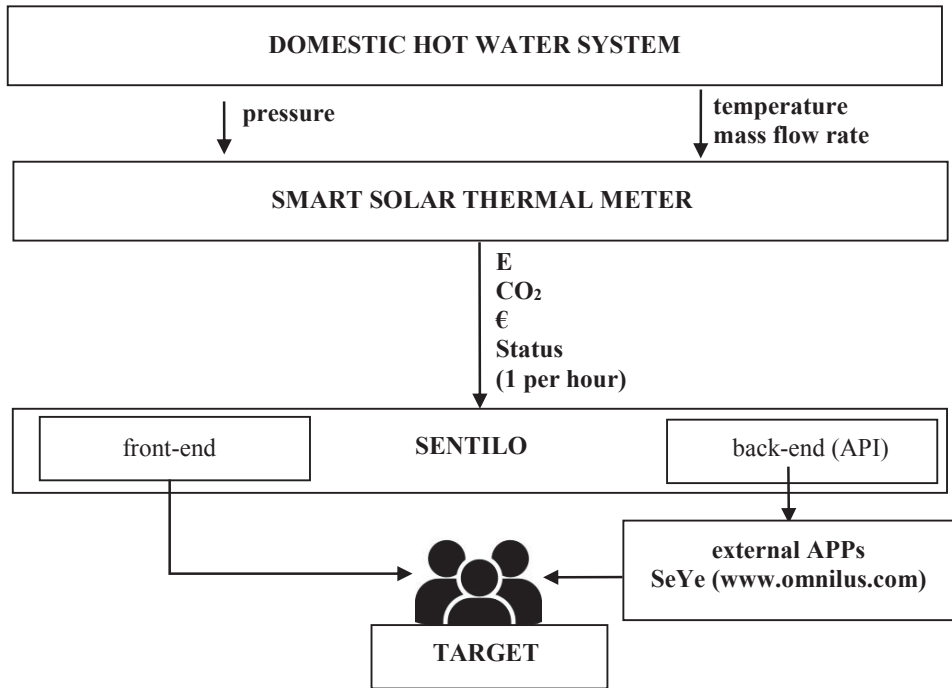 DOMESTIC HOT WATER SYSTEM
pressure
temperature
mass flow rate
SMART SOLAR THERMAL METER
E
CO₂
€
Status
(1 per hour)
front-end
SENTILO
back-end (API)
external APPs
SeYe (www.omnilus.com)
TARGET